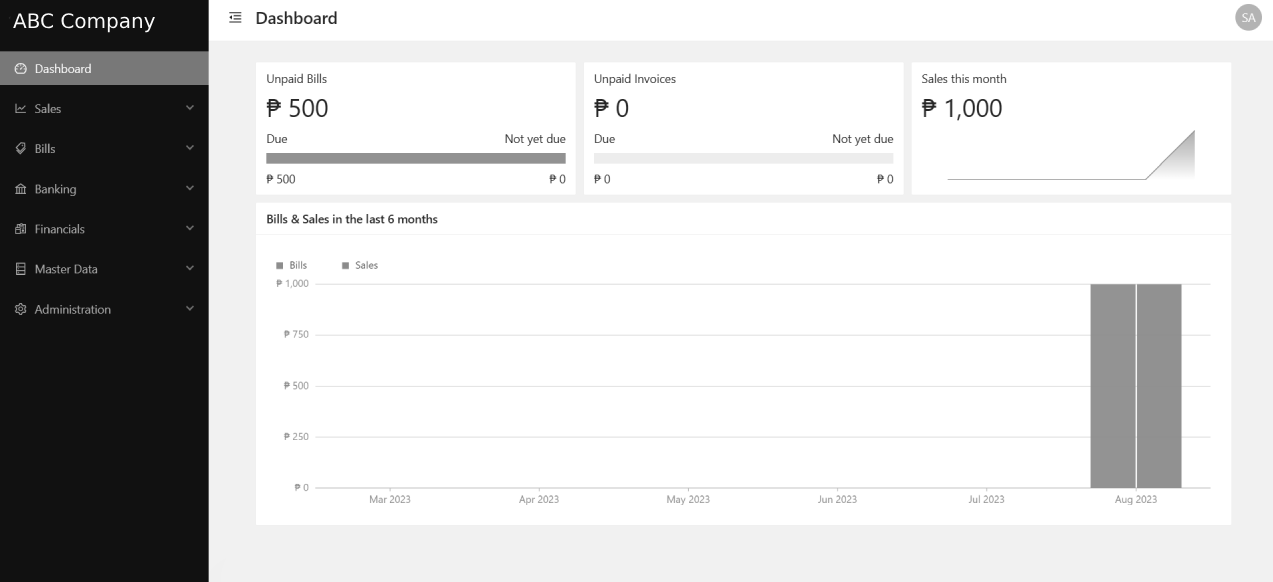 ABC Company
Dashboard
SA
Dashboard
Sales
Bills
Banking
Financials
Master Data
Administration
Unpaid Bills
₱ 500
Due Not yet due
₱ 500 ₱ 0
Unpaid Invoices
₱ 0
Due Not yet due
₱ 0 ₱ 0
Sales this month
₱ 1,000
Bills & Sales in the last 6 months
Bills Sales
₱ 1,000
₱ 750
₱ 500
₱ 250
₱ 0
Mar 2023 Apr 2023 May 2023 Jun 2023 Jul 2023 Aug 2023